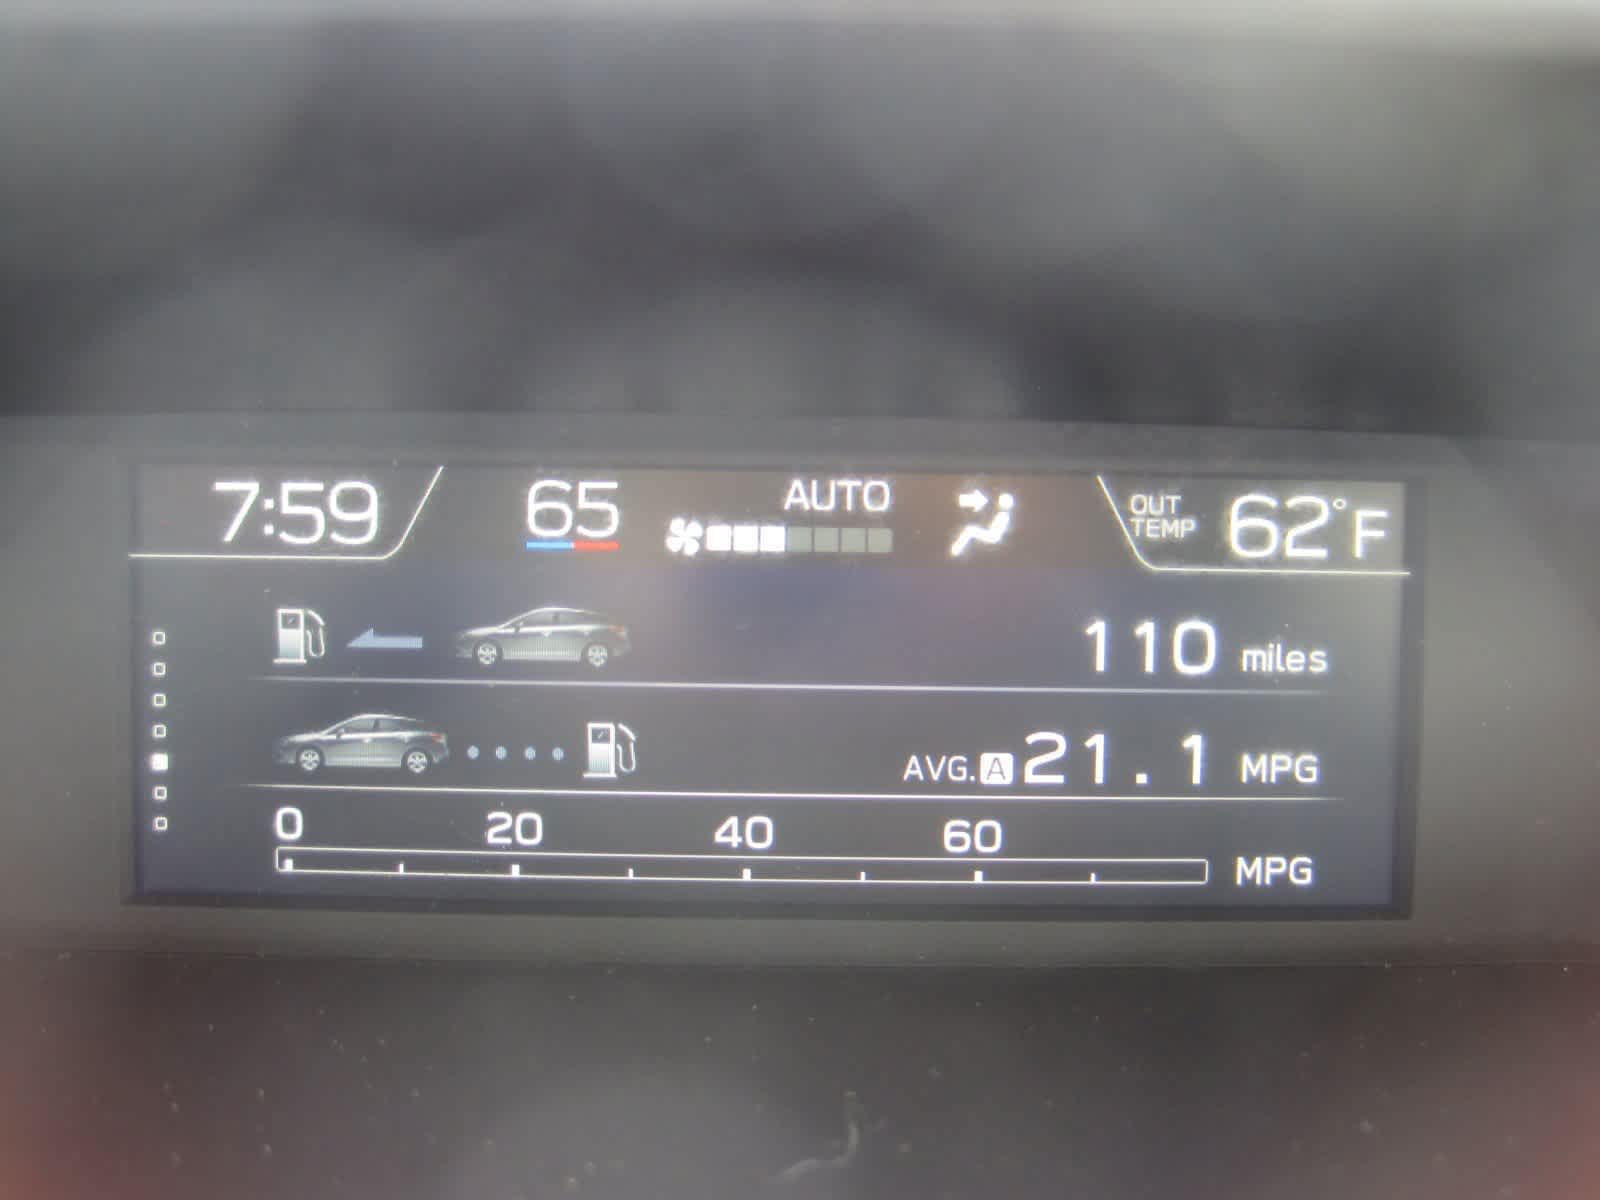 7:59 65 AUTO OUT TEMP 62°F
110 miles
AVG. A 21.1 MPG
0 20 40 60
MPG